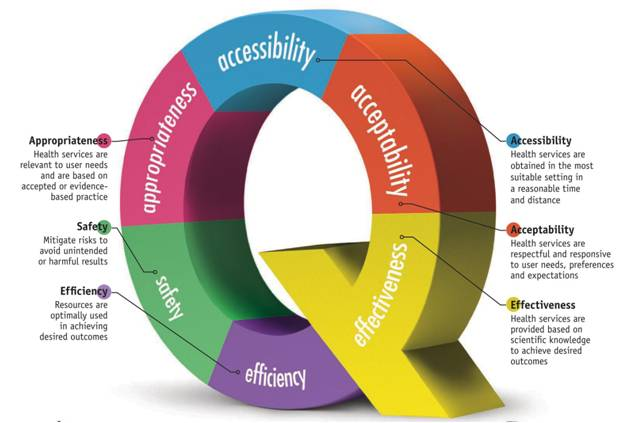 accessibility
appropriateness
acceptability
safety
effectiveness
efficiency
Appropriateness
Health services are
relevant to user needs
and are based on
accepted or evidence-
based practice
Safety
Mitigate risks to
avoid unintended
or harmful results
Efficiency
Resources are
optimally used
in achieving
desired outcomes
Accessibility
Health services are
obtained in the most
suitable setting in
a reasonable time
and distance
Acceptability
Health services are
respectful and responsive
to user needs, preferences
and expectations
Effectiveness
Health services are
provided based on
scientific knowledge
to achieve desired
outcomes